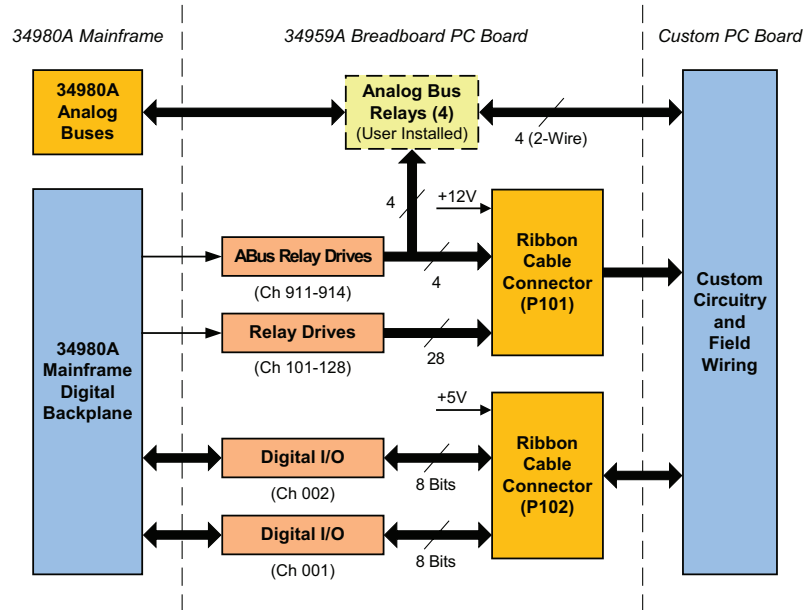 34980A Mainframe
34959A Breadboard PC Board
Custom PC Board
34980A
Analog
Buses
Analog Bus
Relays (4)
(User Installed)
4 (2-Wire)
4
+12V
ABus Relay Drives
(Ch 911-914)
4
Ribbon
Cable
Connector
(P101)
Relay Drives
(Ch 101-128)
28
34980A
Mainframe
Digital
Backplane
Custom
Circuitry
and
Field
Wiring
+5V
Digital I/O
(Ch 002)
8 Bits
Ribbon
Cable
Connector
(P102)
Digital I/O
(Ch 001)
8 Bits